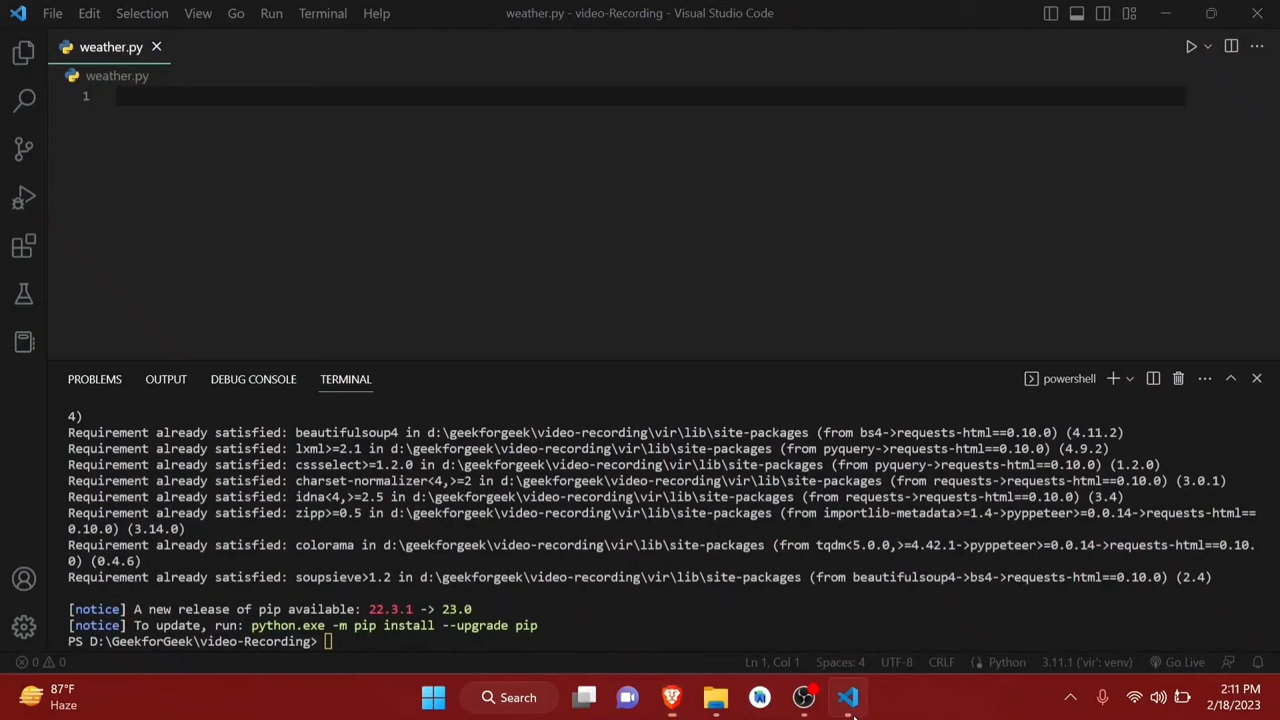 File Edit Selection View Go Run Terminal Help weather.py - video-Recording - Visual Studio Code
weather.py
weather.py
1
PROBLEMS OUTPUT DEBUG CONSOLE TERMINAL powershell
4)
Requirement already satisfied: beautifulsoup4 in d:\geekforgeek\video-recording\vir\lib\site-packages (from bs4->requests-html==0.10.0) (4.11.2)
Requirement already satisfied: lxml>=2.1 in d:\geekforgeek\video-recording\vir\lib\site-packages (from pyquery->requests-html==0.10.0) (4.9.2)
Requirement already satisfied: cssselect>=1.2.0 in d:\geekforgeek\video-recording\vir\lib\site-packages (from pyquery->requests-html==0.10.0) (1.2.0)
Requirement already satisfied: charset-normalizer<4,>=2 in d:\geekforgeek\video-recording\vir\lib\site-packages (from requests->requests-html==0.10.0) (3.0.1)
Requirement already satisfied: idna<4,>=2.5 in d:\geekforgeek\video-recording\vir\lib\site-packages (from requests->requests-html==0.10.0) (3.4)
Requirement already satisfied: zipp>=0.5 in d:\geekforgeek\video-recording\vir\lib\site-packages (from importlib-metadata>=1.4->pyppeteer>=0.0.14->requests-html==
0.10.0) (3.14.0)
Requirement already satisfied: colorama in d:\geekforgeek\video-recording\vir\lib\site-packages (from tqdm<5.0.0,>=4.42.1->pyppeteer>=0.0.14->requests-html==0.10.
0) (0.4.6)
Requirement already satisfied: soupsieve>1.2 in d:\geekforgeek\video-recording\vir\lib\site-packages (from beautifulsoup4->bs4->requests-html==0.10.0) (2.4)
[notice] A new release of pip available: 22.3.1 -> 23.0
[notice] To update, run: python.exe -m pip install --upgrade pip
PS D:\GeekforGeek\video-Recording>
0 0 Ln 1, Col 1 Spaces: 4 UTF-8 CRLF Python 3.11.1 ('vir': venv) Go Live
87°F
Haze
Search
2:11 PM
2/18/2023